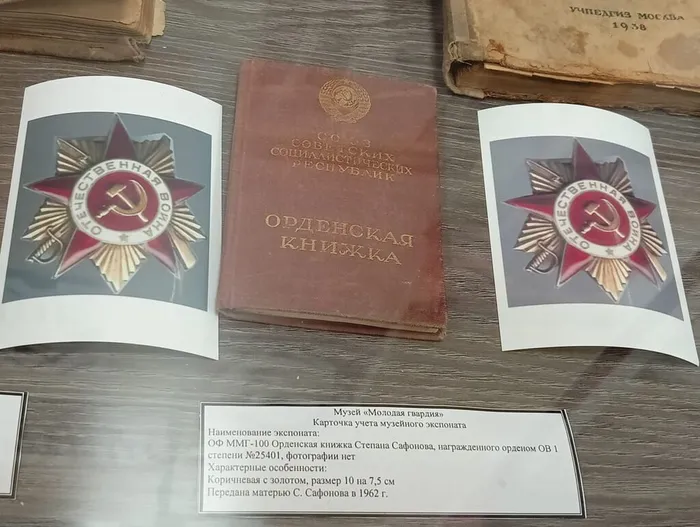 УЧПЕДГИЗ МОСКВА
1938
СОЮЗ
СОВЕТСКИХ
СОЦИАЛИСТИЧЕСКИХ
РЕСПУБЛИК
ОРДЕНСКАЯ
КНИЖКА
ОТЕЧЕСТВЕННАЯ ВОЙНА
ОТЕЧЕСТВЕННАЯ ВОЙНА
Музей «Молодая гвардия»
Карточка учета музейного экспоната
Наименование экспоната:
ОФ ММГ-100 Орденская книжка Степана Сафонова, награжденного орденом ОВ 1
степени №25401, фотографии нет
Характерные особенности:
Коричневая с золотом, размер 10 на 7,5 см
Передана матерью С. Сафонова в 1962 г.